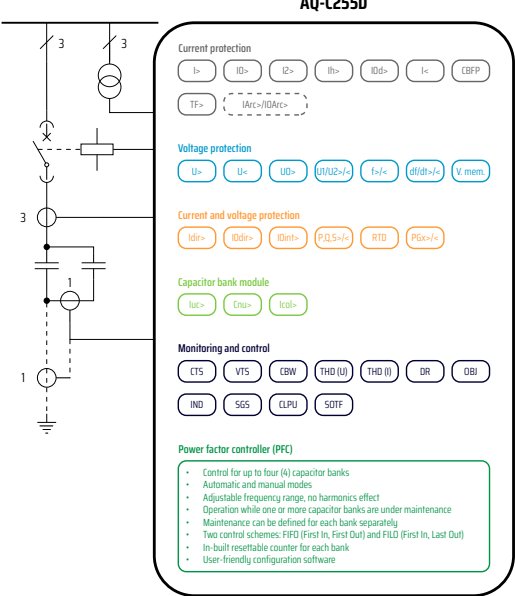 AQ-C255D
3
3
Current protection
I>
I0>
I2>
Ih>
I0d>
I<
CBFP
TF>
IArc>/I0Arc>
Voltage protection
U>
U<
U0>
U1/U2>/<
f>/<
df/dt>/<
V. mem.
3
Current and voltage protection
Idir>
I0dir>
I0int>
P,Q,S>/<
RTD
PGx>/<
1
Capacitor bank module
Iuc>
Cnu>
Icol>
1
Monitoring and control
CTS
VTS
CBW
THD (U)
THD (I)
DR
OBJ
IND
SGS
CLPU
SOTF
Power factor controller (PFC)
• Control for up to four (4) capacitor banks
• Automatic and manual modes
• Adjustable frequency range, no harmonics effect
• Operation while one or more capacitor banks are under maintenance
• Maintenance can be defined for each bank separately
• Two control schemes: FIFO (First In, First Out) and FILO (First In, Last Out)
• In-built resettable counter for each bank
• User-friendly configuration software